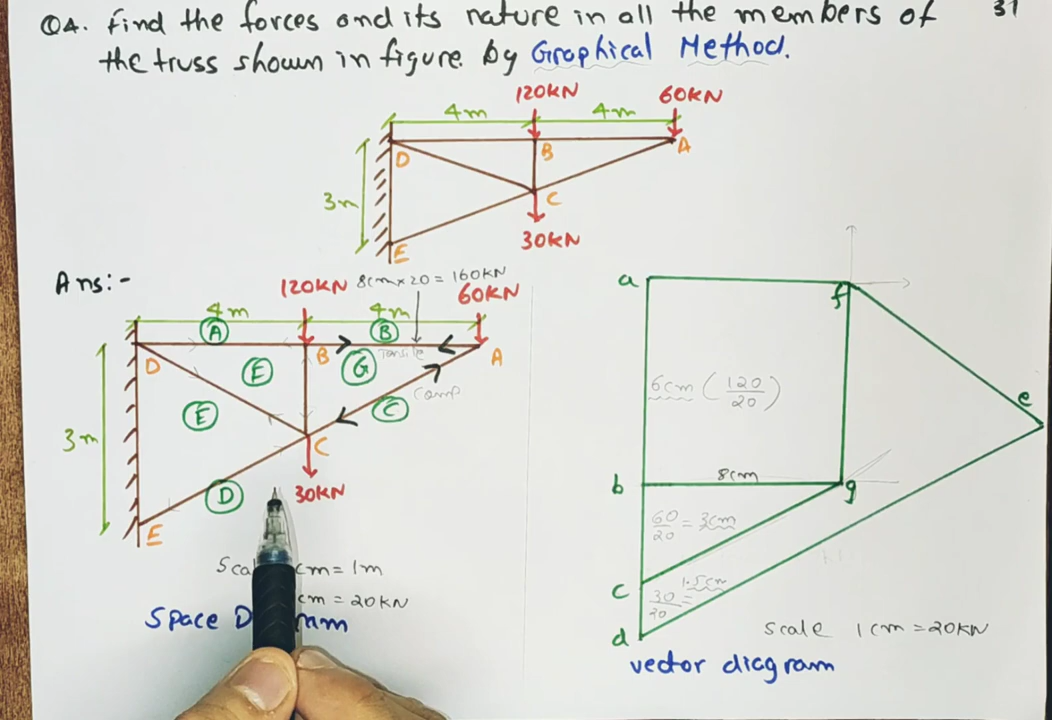 Q4. Find the forces and its nature in all the members of
the truss shown in figure by Graphical Method.
31
120KN
60KN
4m
4m
D
B
A
3m
C
30KN
E
Ans:-
8cm×20 = 160KN
120KN
60KN
4m
4m
A
B
D
B
Tensile
A
F
G
Comp
E
C
3m
C
D
30KN
E
cm = 1m
cm = 20KN
Space
a
f
6cm (120/20)
e
b
8cm
g
60/20 = 3cm
c
30/20 = 1.5cm
d
Scale 1cm = 20KN
vector diagram